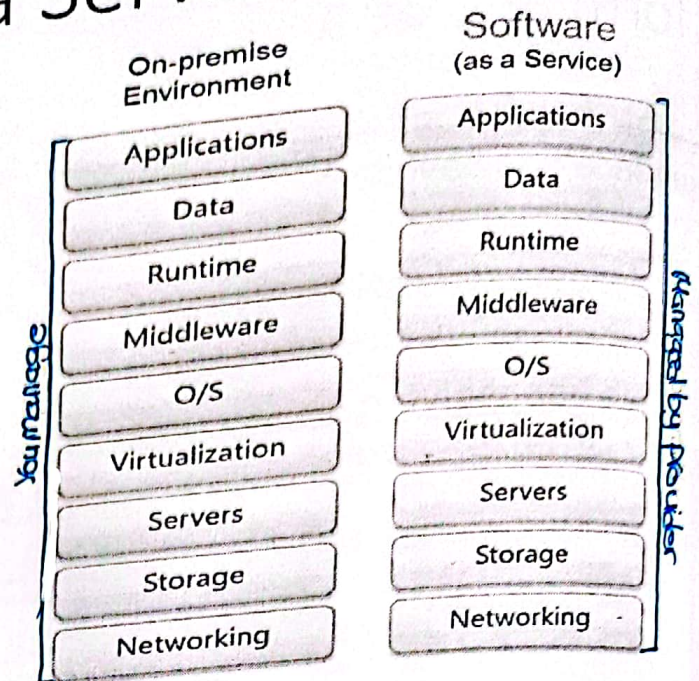 On-premise
Environment
Applications
Data
Runtime
Middleware
O/S
Virtualization
Servers
Storage
Networking
You manage
Software
(as a Service)
Applications
Data
Runtime
Middleware
O/S
Virtualization
Servers
Storage
Networking
Managed by provider